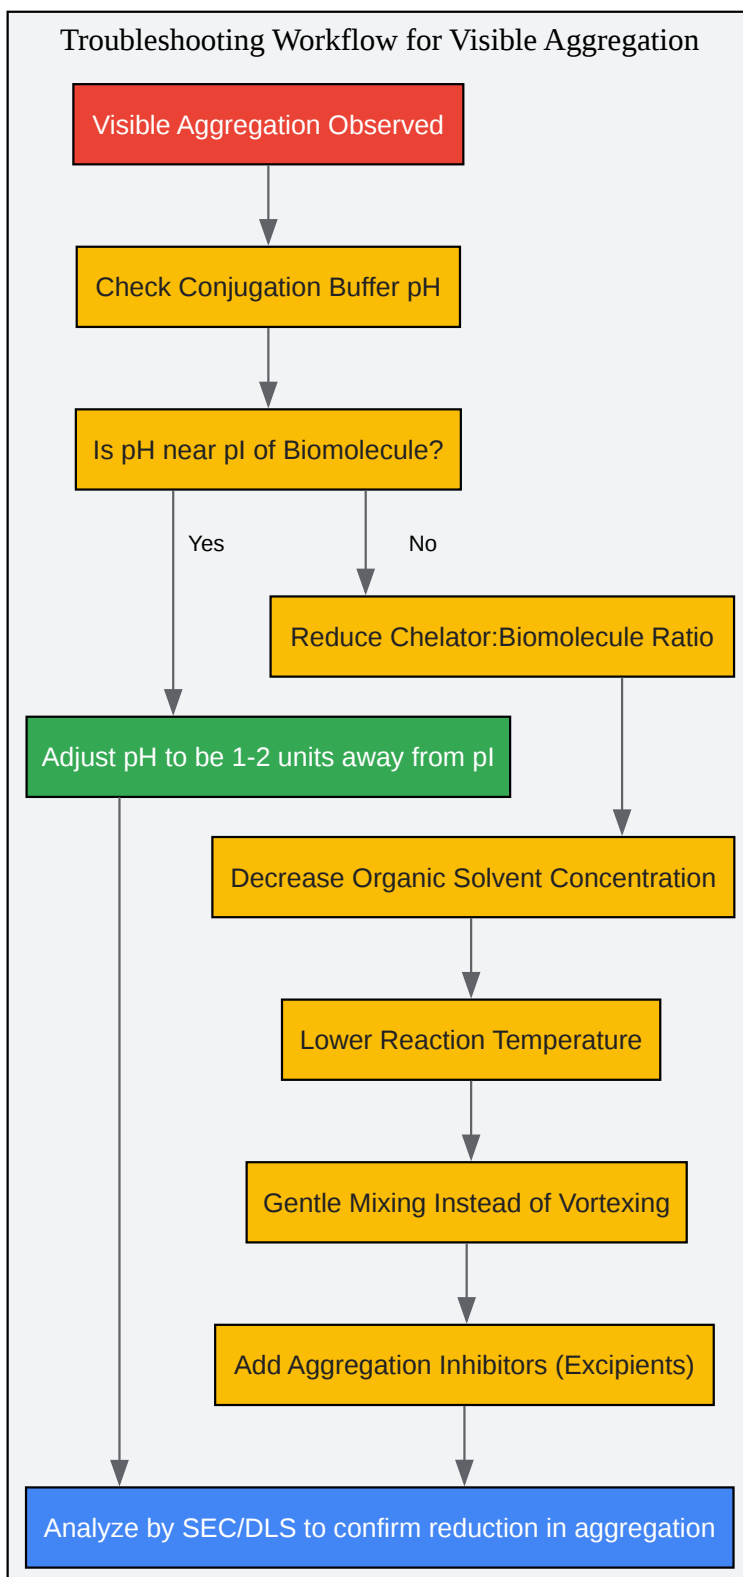 Troubleshooting Workflow for Visible Aggregation
Visible Aggregation Observed
Check Conjugation Buffer pH
Is pH near pI of Biomolecule?
Yes
No
Reduce Chelator:Biomolecule Ratio
Adjust pH to be 1-2 units away from pI
Decrease Organic Solvent Concentration
Lower Reaction Temperature
Gentle Mixing Instead of Vortexing
Add Aggregation Inhibitors (Excipients)
Analyze by SEC/DLS to confirm reduction in aggregation